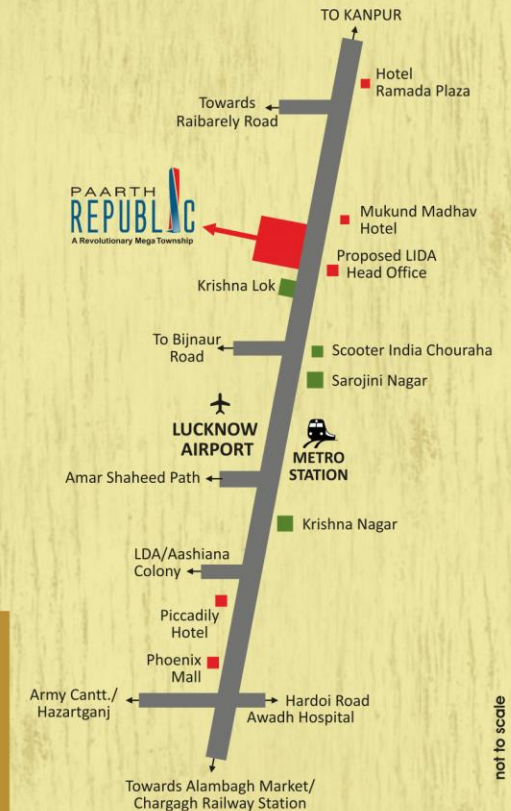 TO KANPUR
Hotel
Ramada Plaza
Towards
Raibarely Road
PAARTH
REPUBLIC
A Revolutionary Mega Township
Mukund Madhav
Hotel
Proposed LIDA
Head Office
Krishna Lok
To Bijnaur
Road
Scooter India Chouraha
Sarojini Nagar
LUCKNOW
AIRPORT
METRO
STATION
Amar Shaheed Path
Krishna Nagar
LDA/Aashiana
Colony
Piccadily
Hotel
Phoenix
Mall
Army Cantt./
Hazartganj
Hardoi Road
Awadh Hospital
Towards Alambagh Market/
Chargagh Railway Station
not to scale